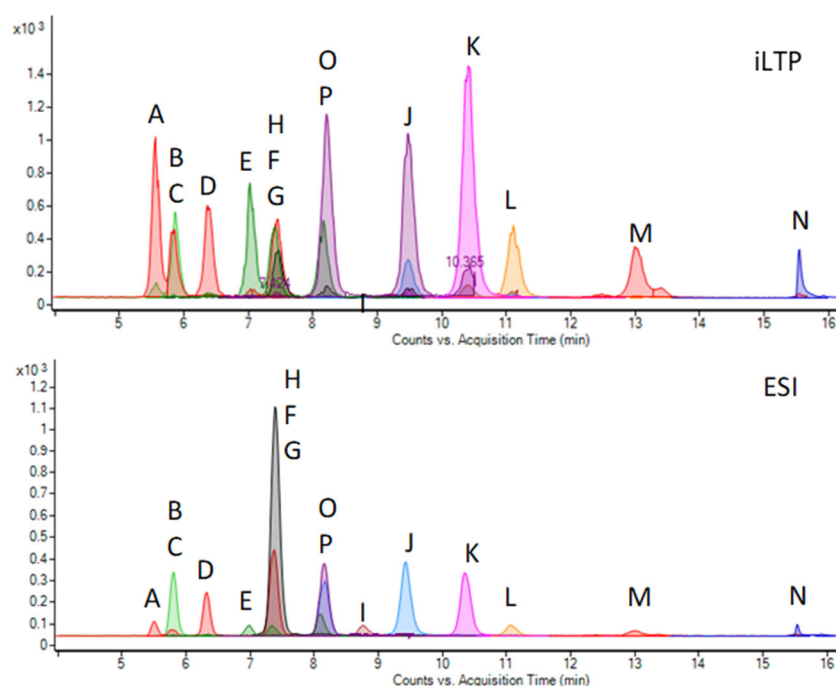 x10 3
iLTP
K
O
P
A
J
H
B
F
E
C
D
G
L
M
N
10.365
1.4
1.2
1
0.8
0.6
0.4
0.2
0
5 6 7 8 9 10 11 12 13 14 15 16
Counts vs. Acquisition Time (min)
x10 3
ESI
H
F
G
B
C
O
P
D
J
K
A
E
I
L
M
N
1.2
1.1
1
0.9
0.8
0.7
0.6
0.5
0.4
0.3
0.2
0.1
0
5 6 7 8 9 10 11 12 13 14 15 16
Counts vs. Acquisition Time (min)